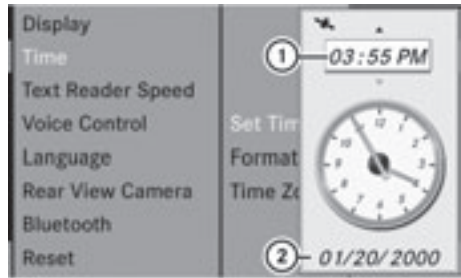 Display
Time
Text Reader Speed
Voice Control
Language
Rear View Camera
Bluetooth
Reset
Set Tim
Format
Time Zo
1
03:55 PM
12
1
2
3
4
5
6
7
8
9
10
2
01/20/2000